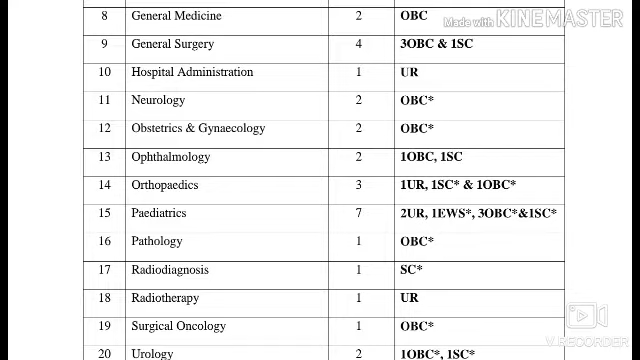 8 General Medicine 2 OBC
Made with KINEMASTER
9 General Surgery 4 3OBC & 1SC
10 Hospital Administration 1 UR
11 Neurology 2 OBC*
12 Obstetrics & Gynaecology 2 OBC*
13 Ophthalmology 2 1OBC, 1SC
14 Orthopaedics 3 1UR, 1SC* & 1OBC*
15 Paediatrics 7 2UR, 1EWS*, 3OBC*&1SC*
16 Pathology 1 OBC*
17 Radiodiagnosis 1 SC*
18 Radiotherapy 1 UR
19 Surgical Oncology 1 OBC*
V RECORDER
20 Urology 2 1OBC*, 1SC*